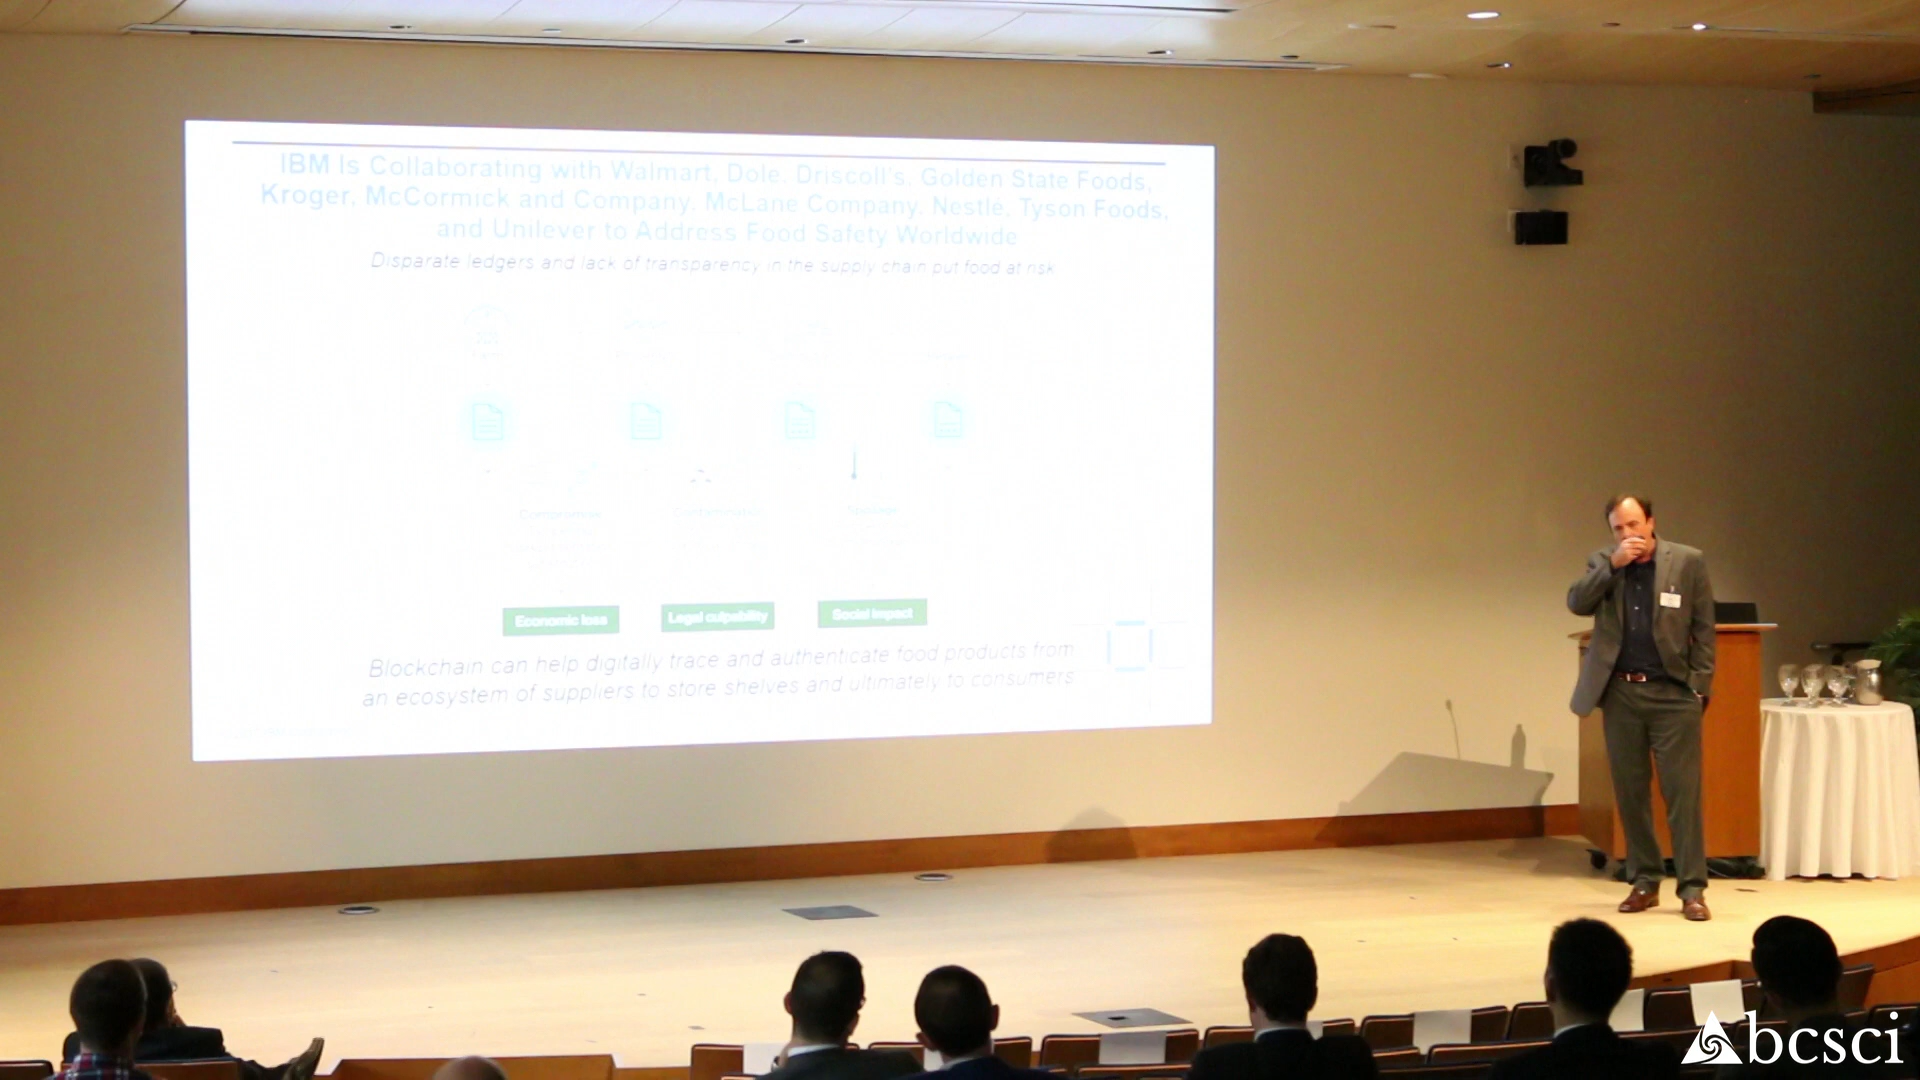 IBM Is Collaborating with Walmart, Dole, Driscoll's, Golden State Foods,
Kroger, McCormick and Company, McLane Company, Nestle, Tyson Foods,
and Unilever to Address Food Safety Worldwide
Disparate ledgers and lack of transparency in the supply chain put food at risk
Compromise Contamination Spoilage
Economic loss Legal culpability Social impact
Blockchain can help digitally trace and authenticate food products from
an ecosystem of suppliers to store shelves and ultimately to consumers
bcsci